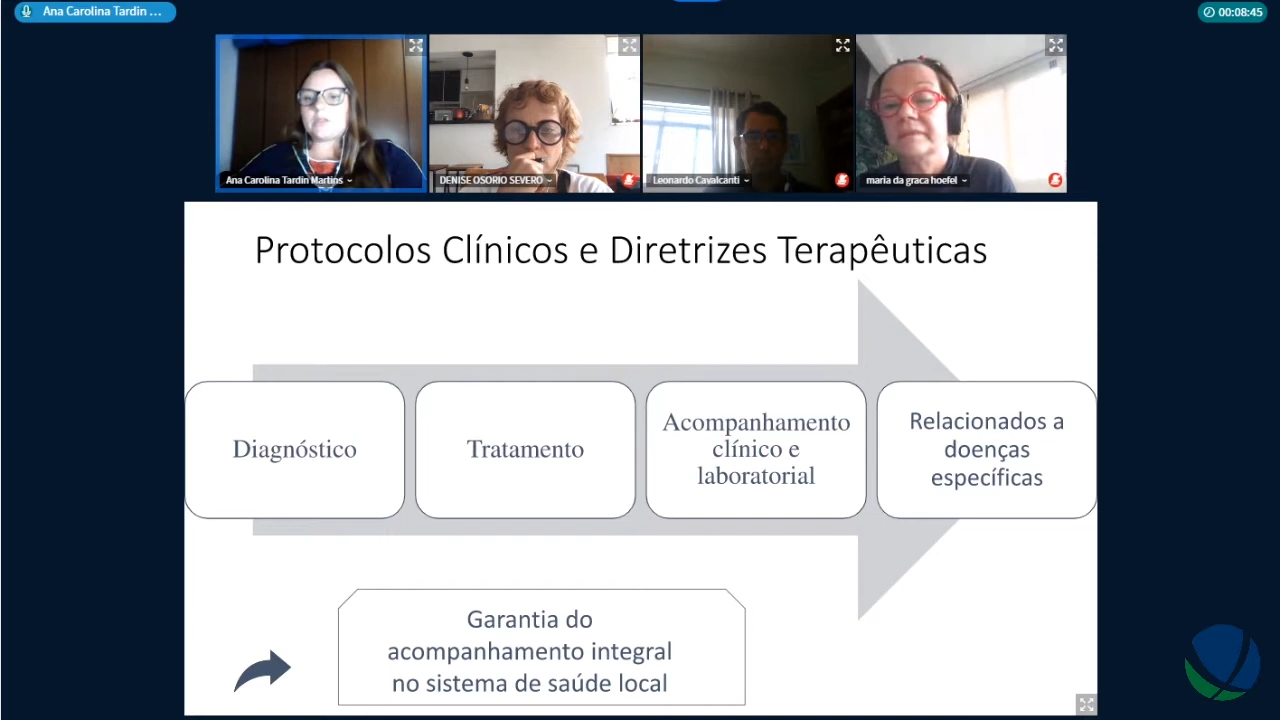 Ana Carolina Tardin ...
00:08:45
Ana Carolina Tardin Martins
DENISE OSORIO SEVERO
Leonardo Cavalcanti
maria da graca hoefel
Protocolos Clínicos e Diretrizes Terapêuticas
Diagnóstico
Tratamento
Acompanhamento
clínico e
laboratorial
Relacionados a
doenças
específicas
Garantia do
acompanhamento integral
no sistema de saúde local